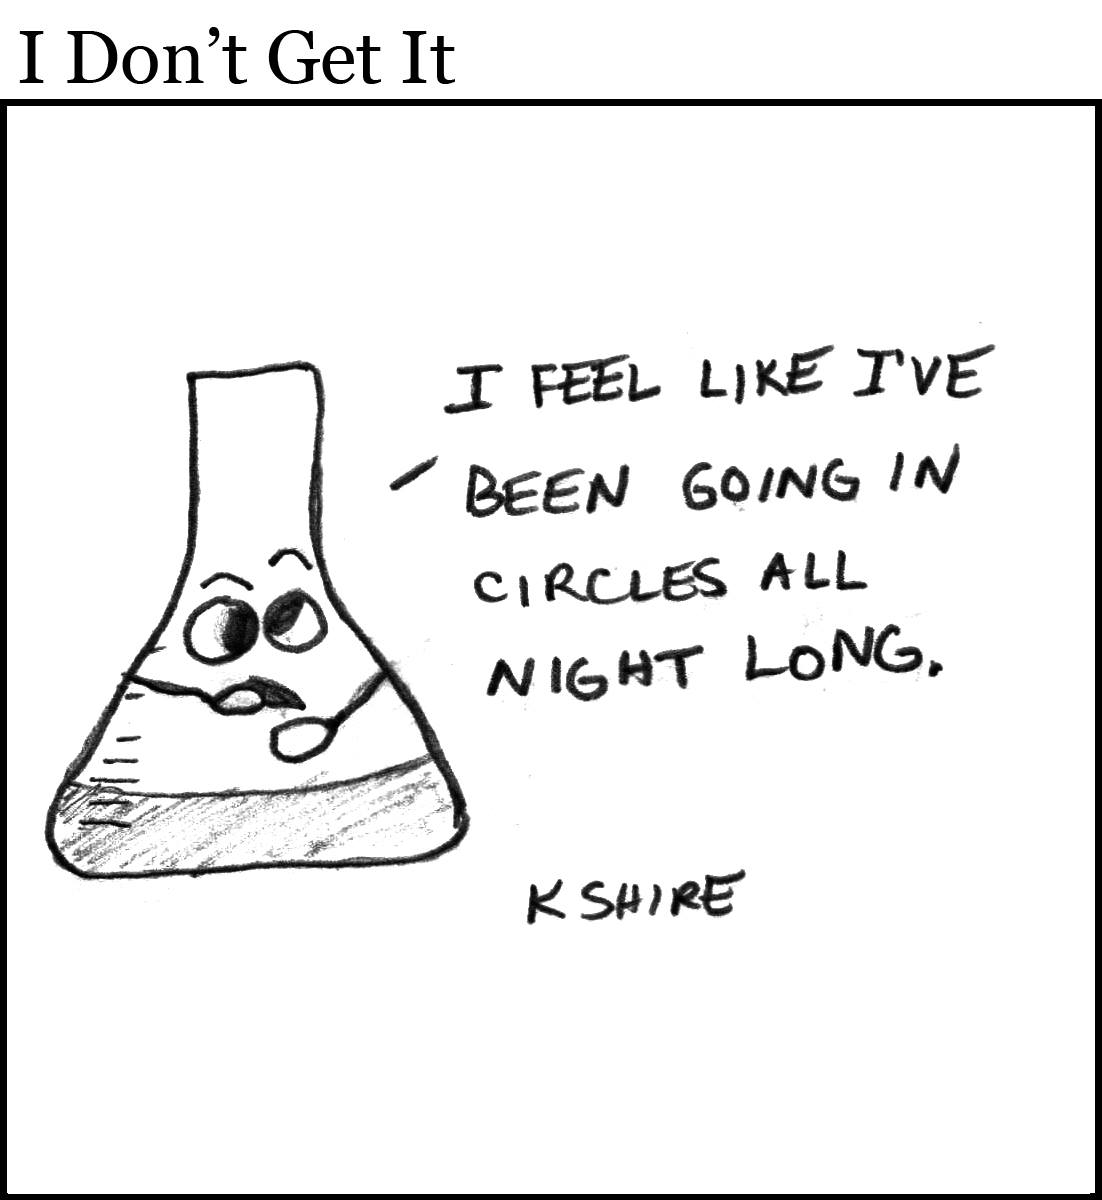 I Don’t Get It
I FEEL LIKE I'VE
BEEN GOING IN
CIRCLES ALL
NIGHT LONG.
K SHIRE